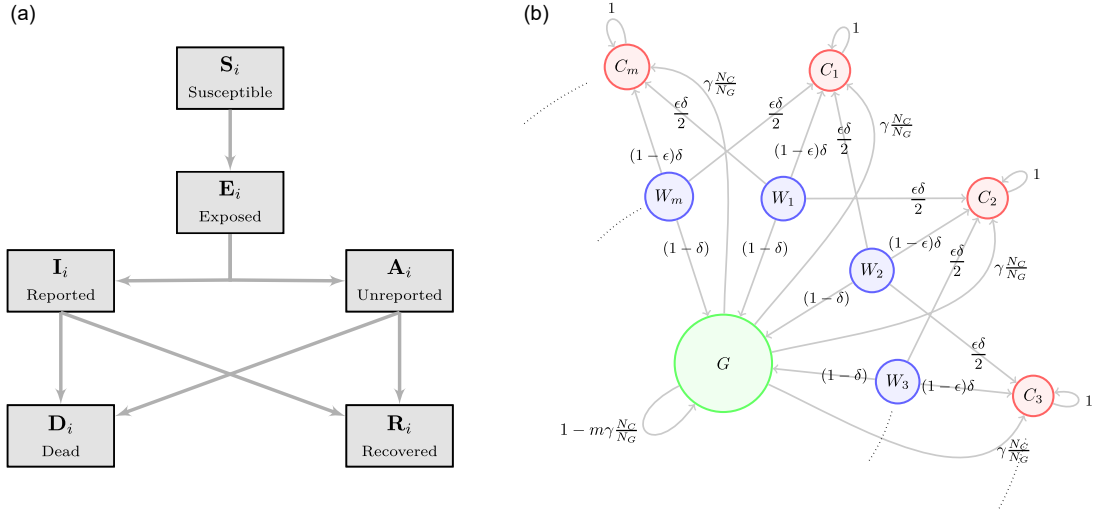 (a)
S_i
Susceptible
E_i
Exposed
I_i
Reported
A_i
Unreported
D_i
Dead
R_i
Recovered
(b)
1
1
C_m
C_1
γ N_C/N_G
ϵδ/2
ϵδ/2
γ N_C/N_G
ϵδ/2
(1 − ϵ)δ
(1 − ϵ)δ
1
W_m
W_1
ϵδ/2
C_2
(1 − δ)
(1 − δ)
(1 − ϵ)δ
ϵδ/2
W_2
γ N_C/N_G
(1 − δ)
G
ϵδ/2
(1 − δ)
W_3
(1 − ϵ)δ
C_3
1
1 − mγ N_C/N_G
γ N_C/N_G